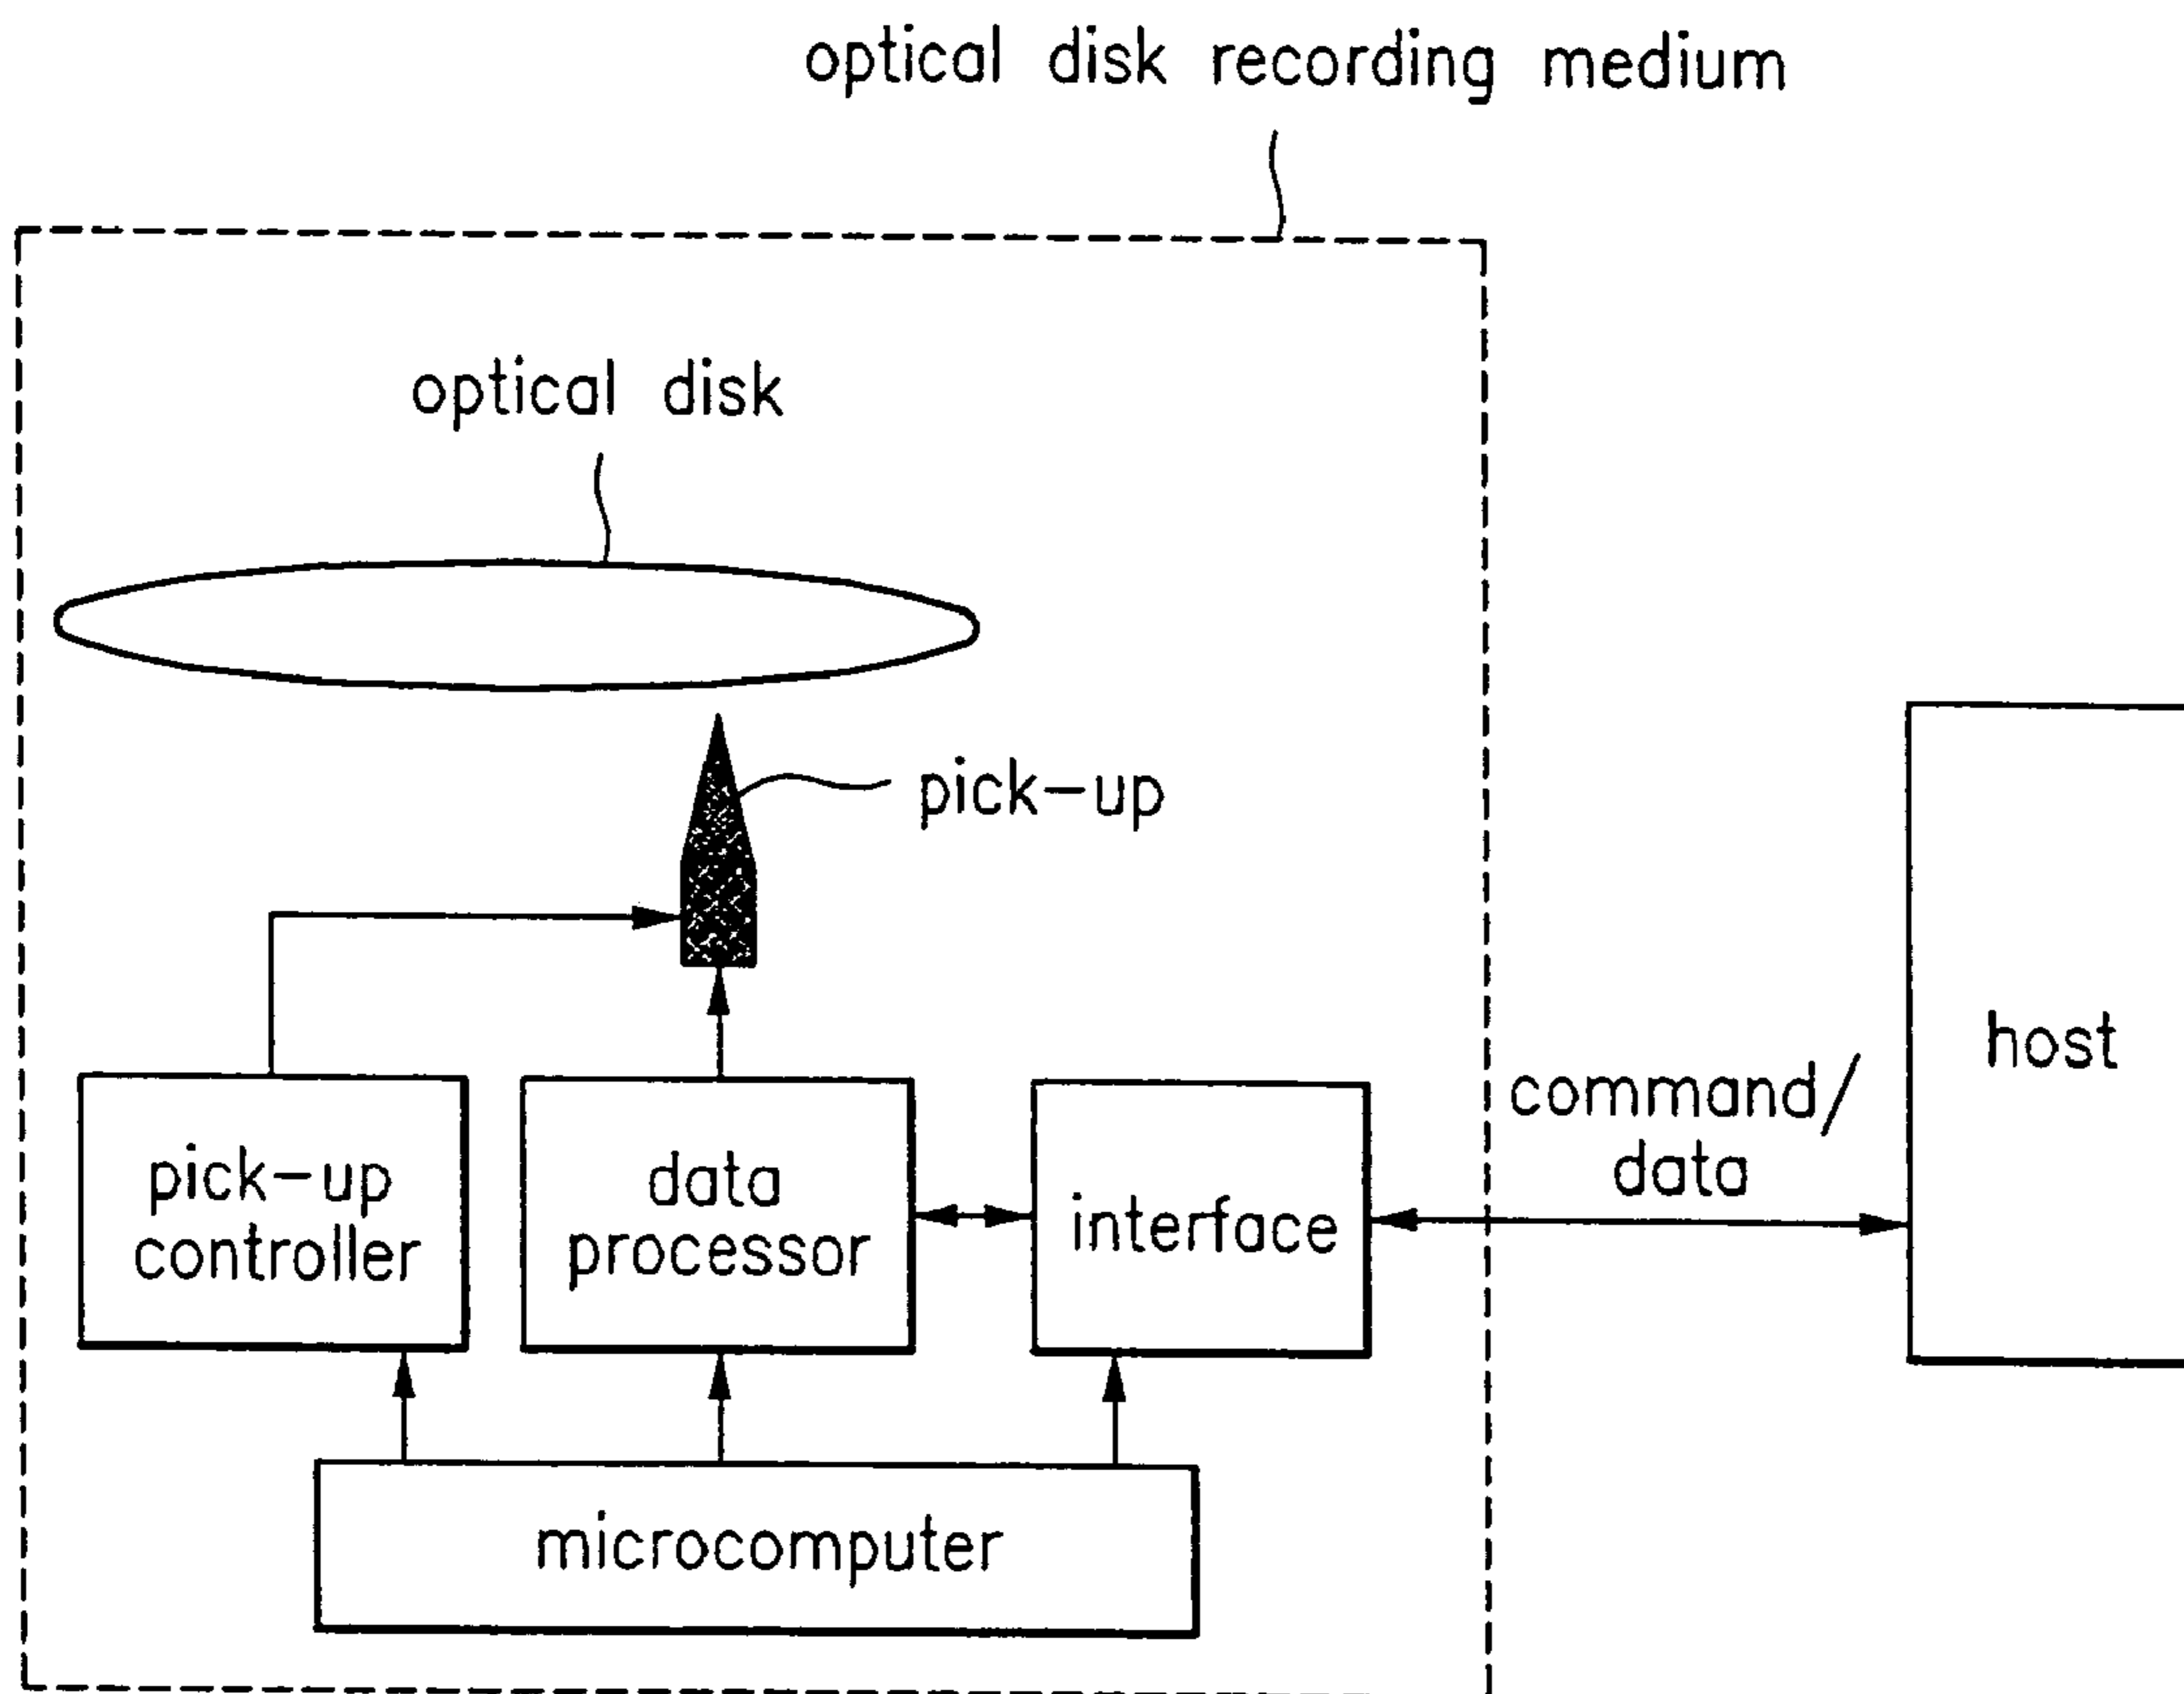 optical disk recording medium
optical disk
pick-up
host
command/
data
pick-up
controller
data
processor
interface
microcomputer